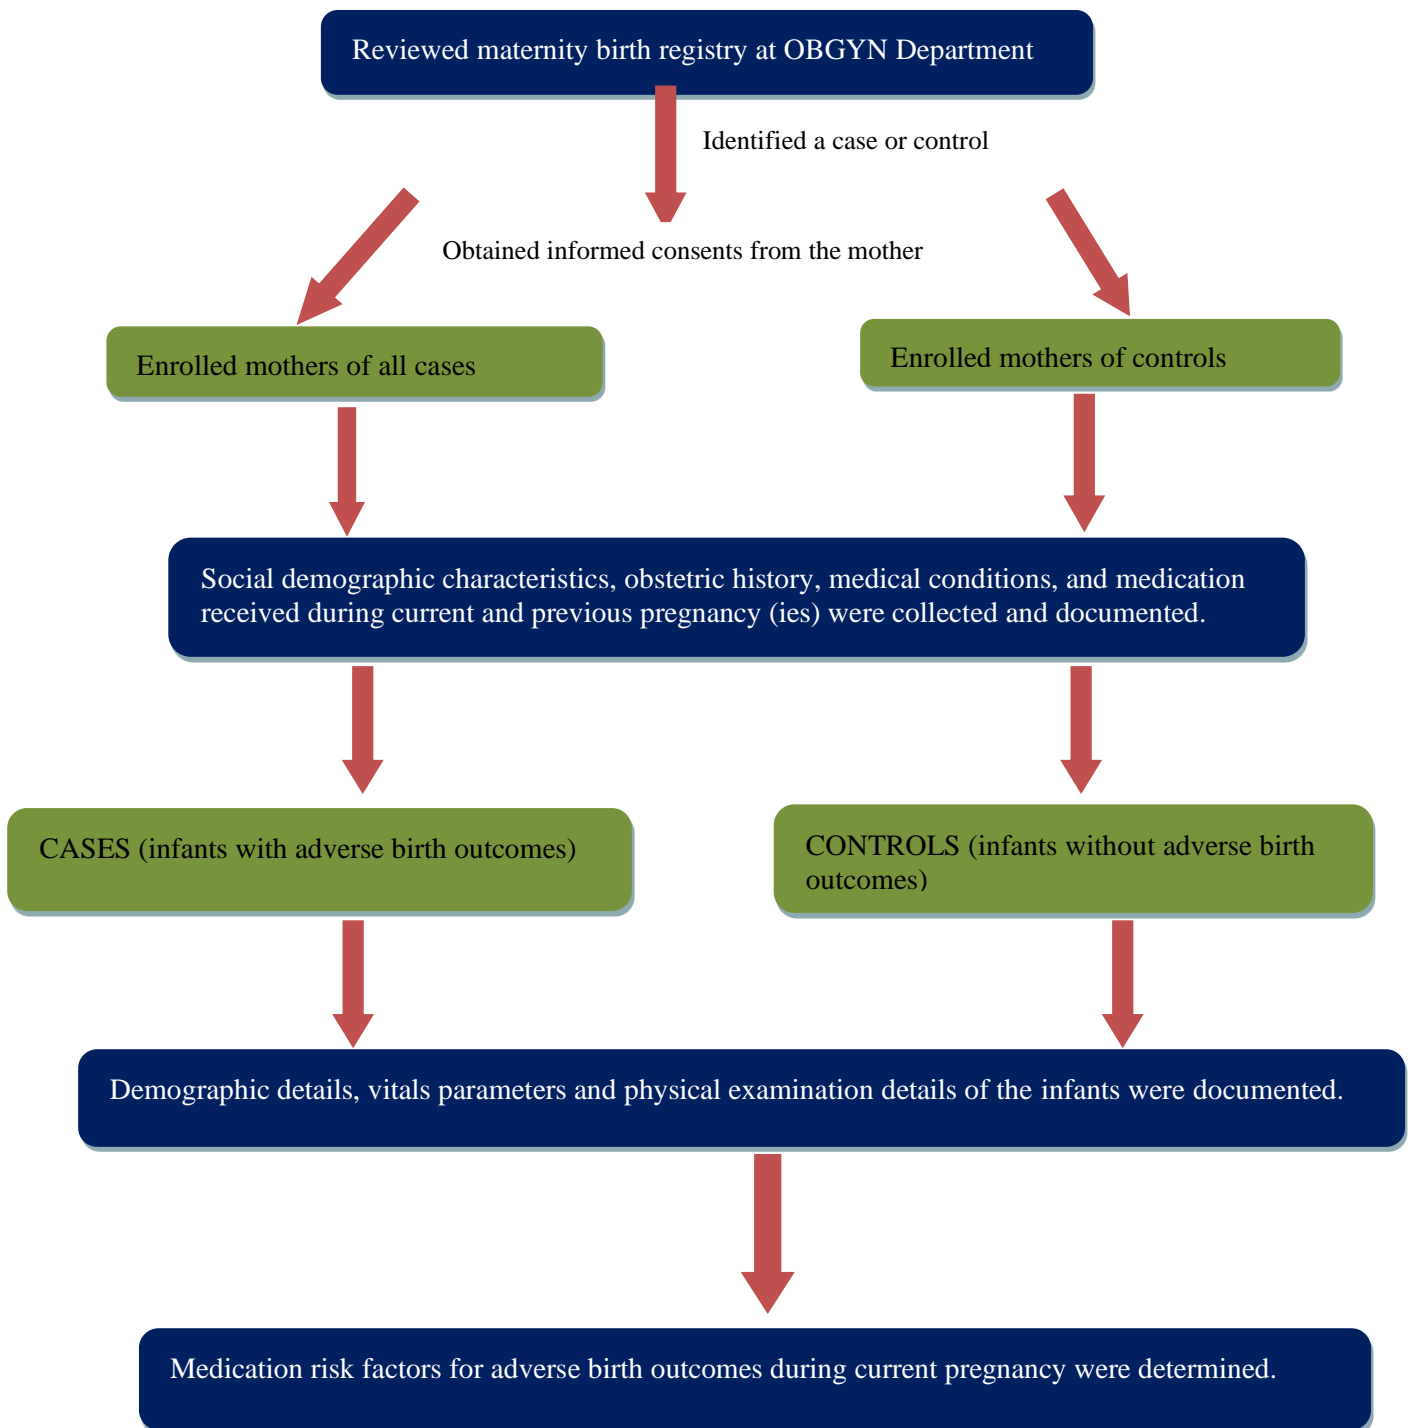 Reviewed maternity birth registry at OBGYN Department
Identified a case or control
Obtained informed consents from the mother
Enrolled mothers of all cases
Enrolled mothers of controls
Social demographic characteristics, obstetric history, medical conditions, and medication
received during current and previous pregnancy (ies) were collected and documented.
CASES (infants with adverse birth outcomes)
CONTROLS (infants without adverse birth
outcomes)
Demographic details, vitals parameters and physical examination details of the infants were documented.
Medication risk factors for adverse birth outcomes during current pregnancy were determined.